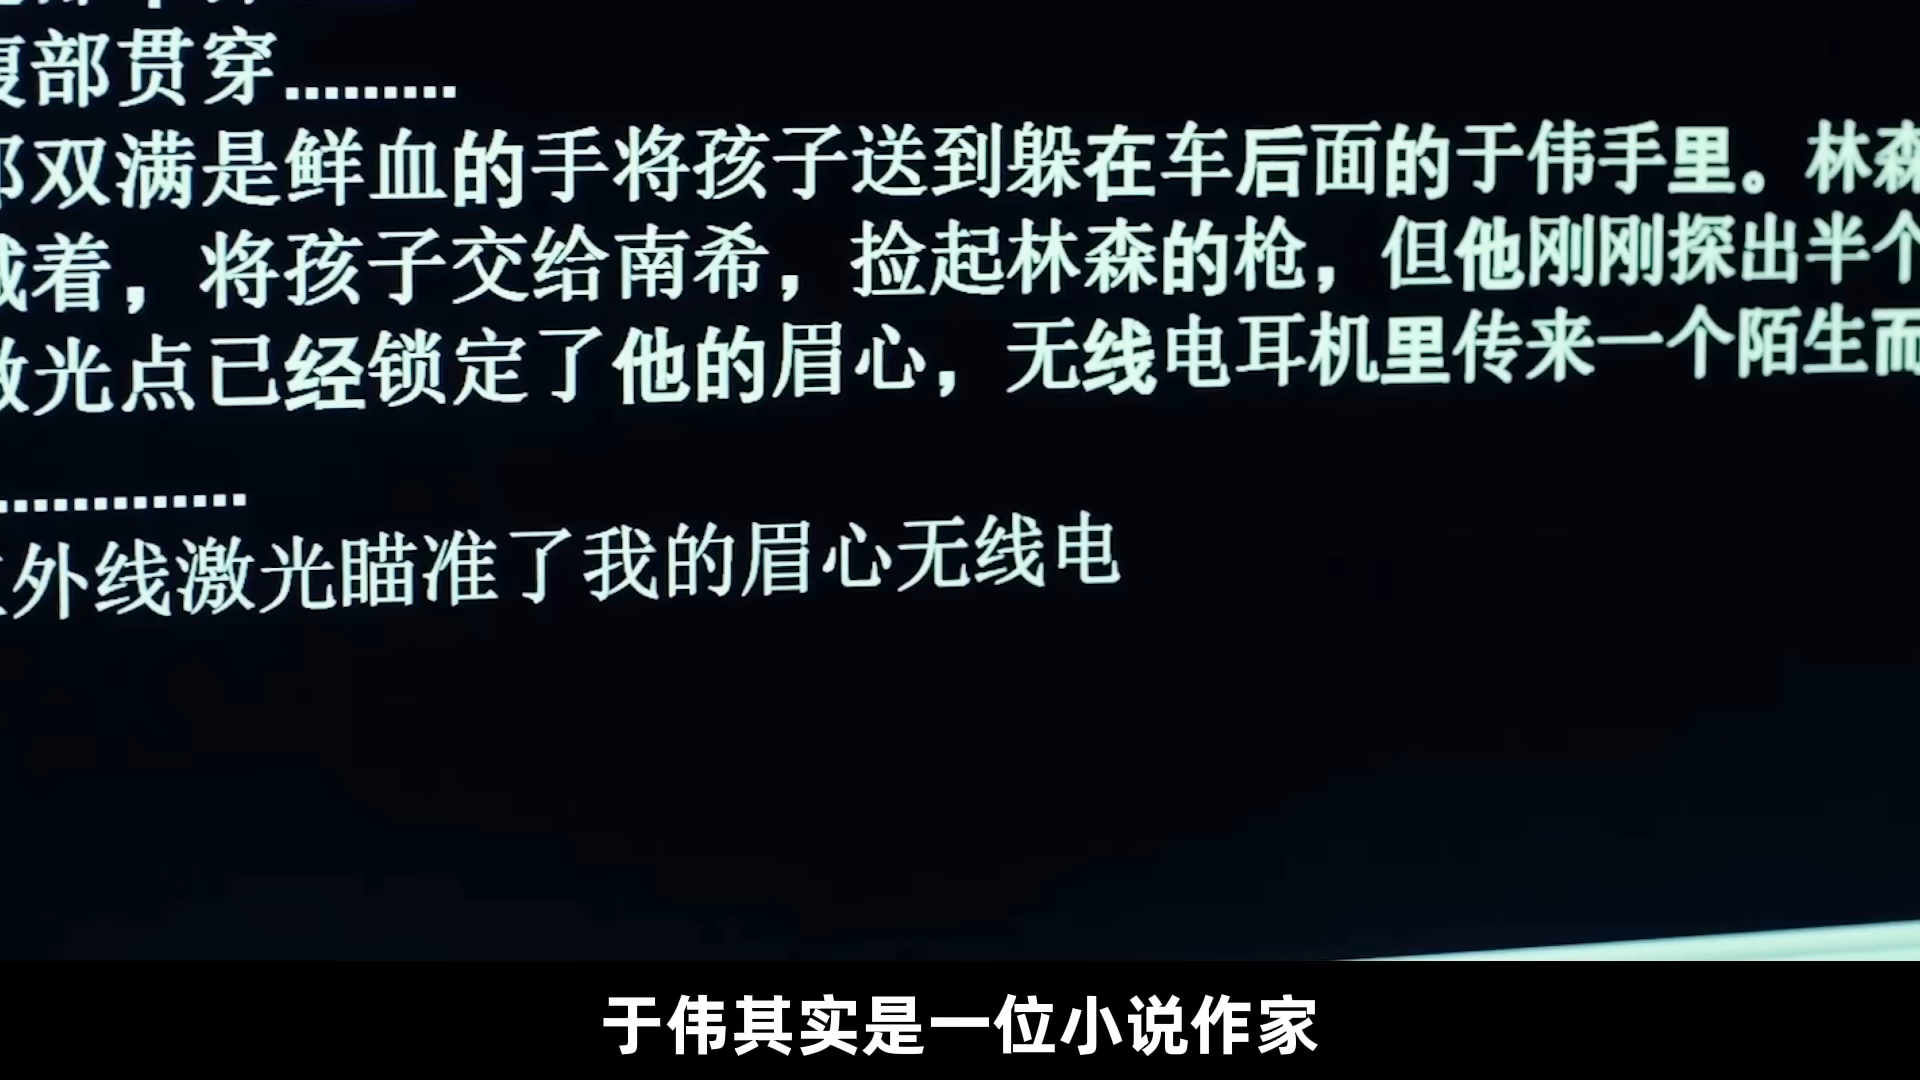 腹部贯穿.........
那双满是鲜血的手将孩子送到躲在车后面的于伟手里。林森
着，将孩子交给南希，捡起林森的枪，但他刚刚探出半个
激光点已经锁定了他的眉心，无线电耳机里传来一个陌生而
..............
外线激光瞄准了我的眉心无线电
于伟其实是一位小说作家